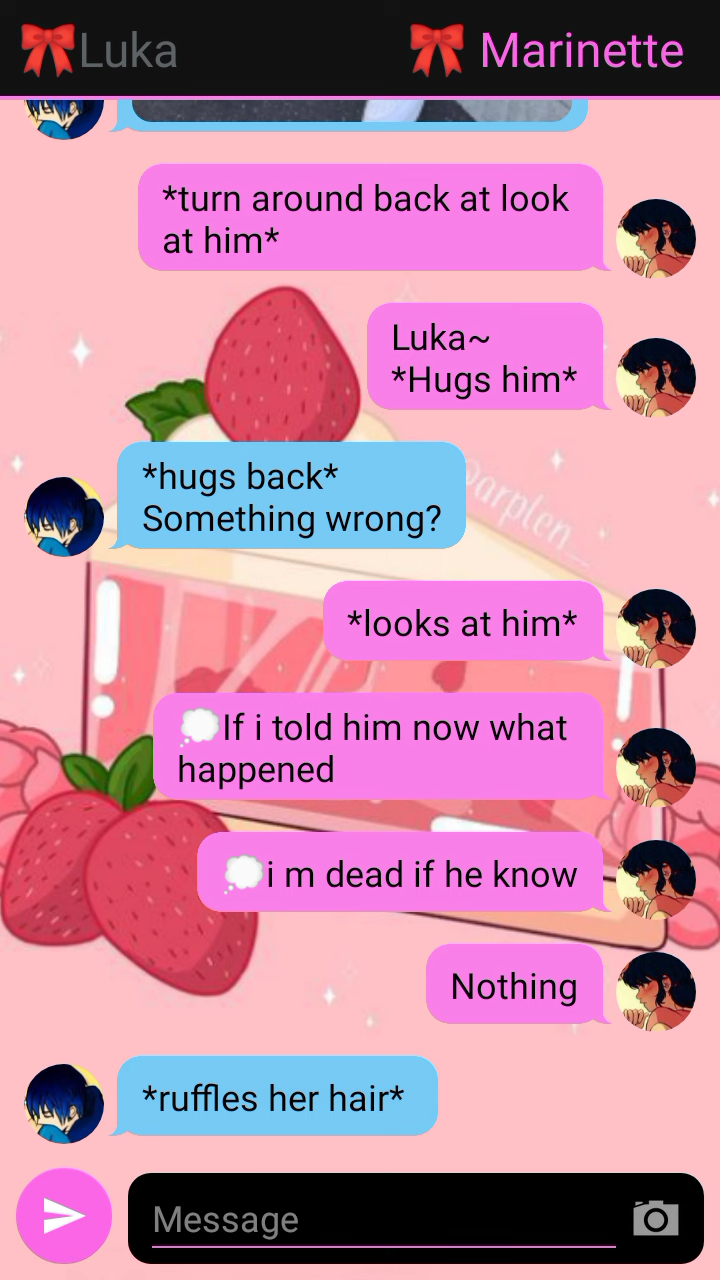 🎀Luka
🎀 Marinette
*turn around back at look
at him*
Luka~
*Hugs him*
*hugs back*
Something wrong?
*looks at him*
💭If i told him now what
happened
💭i m dead if he know
Nothing
*ruffles her hair*
Message